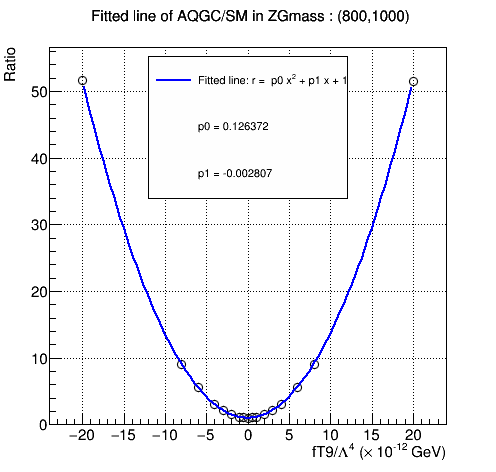 Fitted line of AQGC/SM in ZGmass : (800,1000)
Ratio
Fitted line: r = p0 x² + p1 x + 1
p0 = 0.126372
p1 = -0.002807
50
40
30
20
10
0
−20 −15 −10 −5 0 5 10 15 20
fT9/Λ⁴ (× 10⁻¹² GeV)